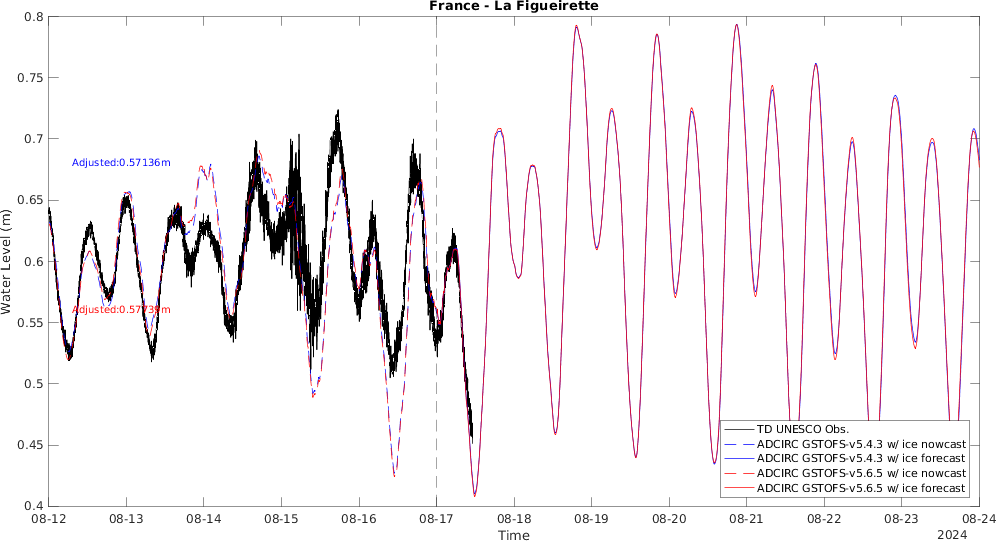 France - La Figueirette
0.8
0.75
0.7
0.65
0.6
0.55
0.5
0.45
0.4
Water Level (m)
Adjusted:0.57136m
Adjusted:0.57739m
TD UNESCO Obs.
ADCIRC GSTOFS-v5.4.3 w/ ice nowcast
ADCIRC GSTOFS-v5.4.3 w/ ice forecast
ADCIRC GSTOFS-v5.6.5 w/ ice nowcast
ADCIRC GSTOFS-v5.6.5 w/ ice forecast
08-12 08-13 08-14 08-15 08-16 08-17 08-18 08-19 08-20 08-21 08-22 08-23 08-24
Time
2024